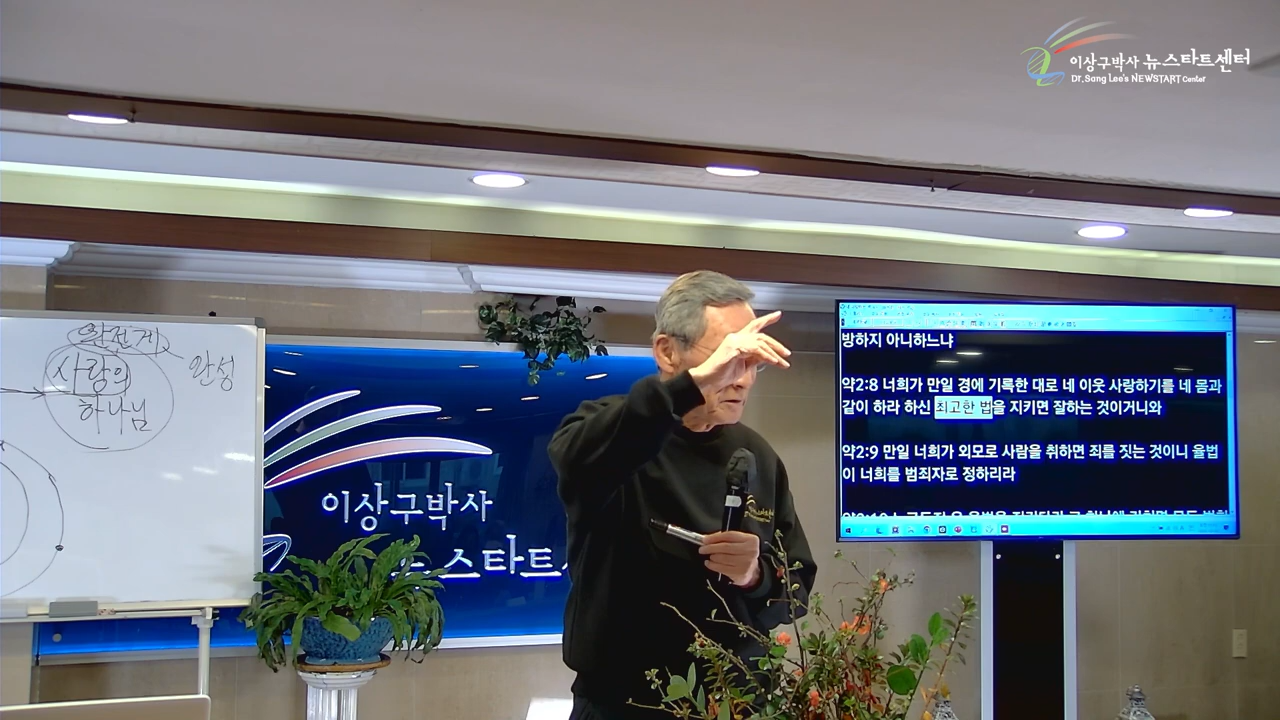 이상구박사 뉴스타트센터
Dr. Sang Lee's NEWSTART Center
완전케
사랑의
하나님
완성
이상구박사
뉴스타트
방하지 아니하느냐
약2:8 너희가 만일 경에 기록한 대로 네 이웃 사랑하기를 네 몸과
같이 하라 하신 최고한 법을 지키면 잘하는 것이거니와
약2:9 만일 너희가 외모로 사람을 취하면 죄를 짓는 것이니 율법
이 너희를 범죄자로 정하리라